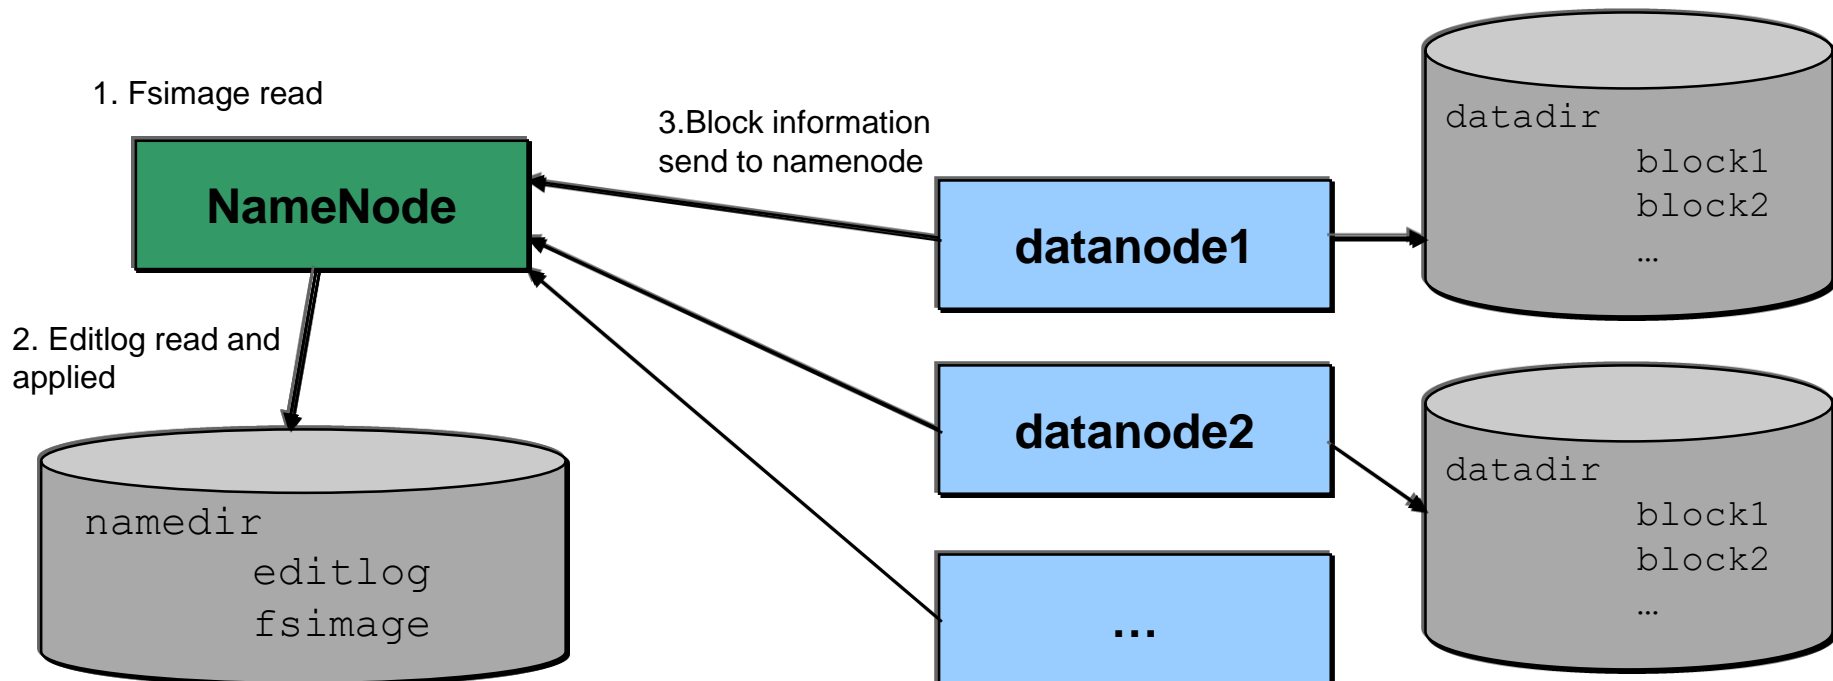 1. Fsimage read
NameNode
2. Editlog read and
applied
namedir
editlog
fsimage
3.Block information
send to namenode
datanode1
datadir
block1
block2
…
datanode2
datadir
block1
block2
…
…